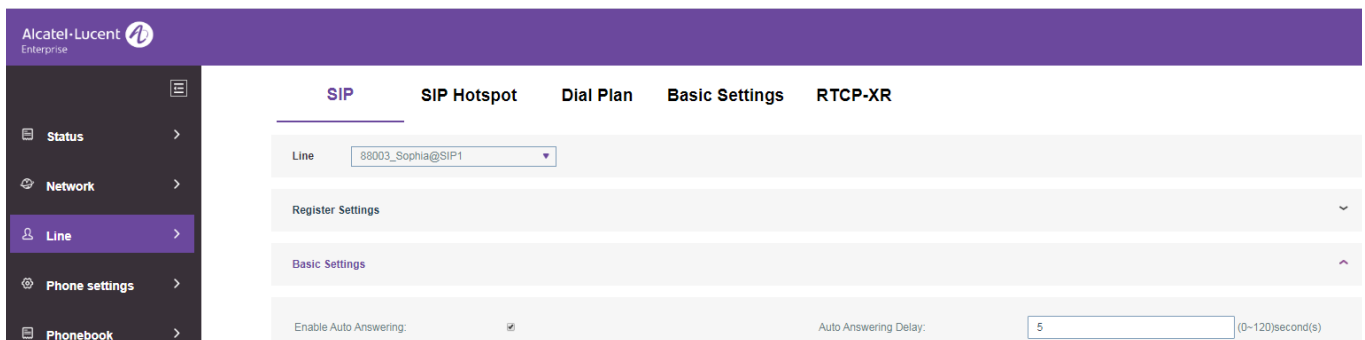 Alcatel·Lucent
Enterprise
SIP SIP Hotspot Dial Plan Basic Settings RTCP-XR
Status
Line 88003_Sophia@SIP1
Network
Register Settings
Line
Basic Settings
Phone settings
Enable Auto Answering: Auto Answering Delay: 5 (0~120)second(s)
Phonebook